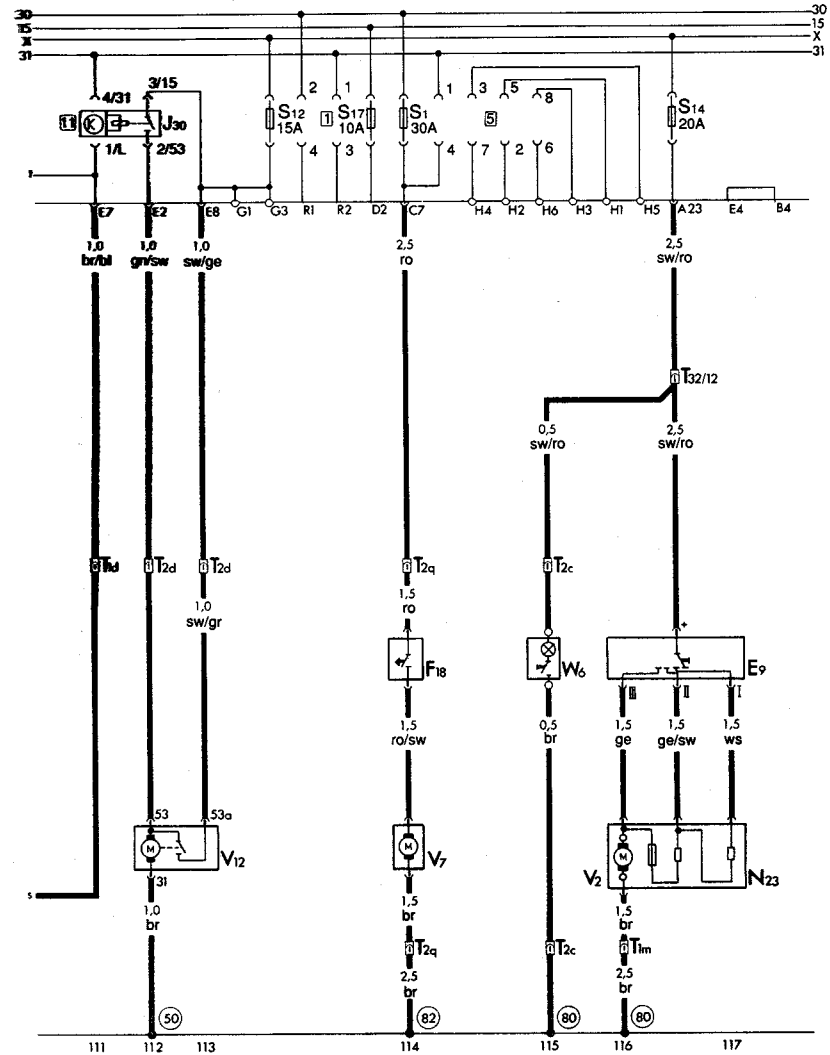 30 30
15 15
X X
31 31
4/31 3/15 2 1 1 3 5 8
11 K J30 S12 15A 1 S17 10A S1 30A 5 S14 20A
1/L 2/53 4 3 4 7 2 6
E7 E2 E8 G1 G3 R1 R2 D2 C7 H4 H2 H6 H3 H1 H5 A23 E4 B4
1,0 1,0 1,0 2,5 2,5
br/bl gn/sw sw/ge ro sw/ro
T32/12
0,5 2,5
sw/ro sw/ro
T1d T2d T2d T2q T2c
1,5
ro
1,0
sw/gr
+
F18 W6 E9
III II I
1,5 0,5 1,5 1,5 1,5
ro/sw br ge ge/sw ws
53 53a
M V12 M V7 M V2 N23
31
s
1,0 1,5 1,5
br br br
T2q T2c T1m
2,5 2,5
br br
50 82 80 80
111 112 113 114 115 116 117